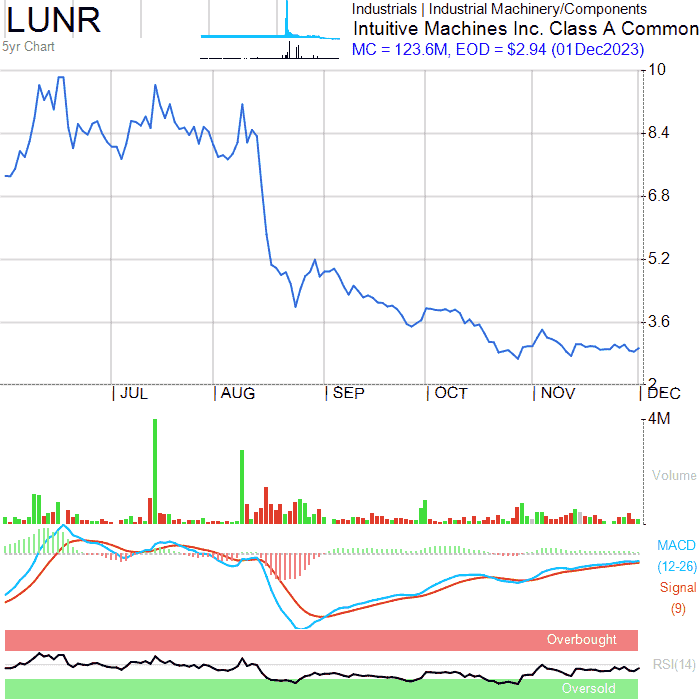 LUNR
Industrials | Industrial Machinery/Components
Intuitive Machines Inc. Class A Common
5yr Chart
MC = 123.6M, EOD = $2.94 (01Dec2023)
10
8.4
6.8
5.2
3.6
2
JUL AUG SEP OCT NOV DEC
4M
Volume
MACD
(12-26)
Signal
(9)
Overbought
RSI(14)
Oversold